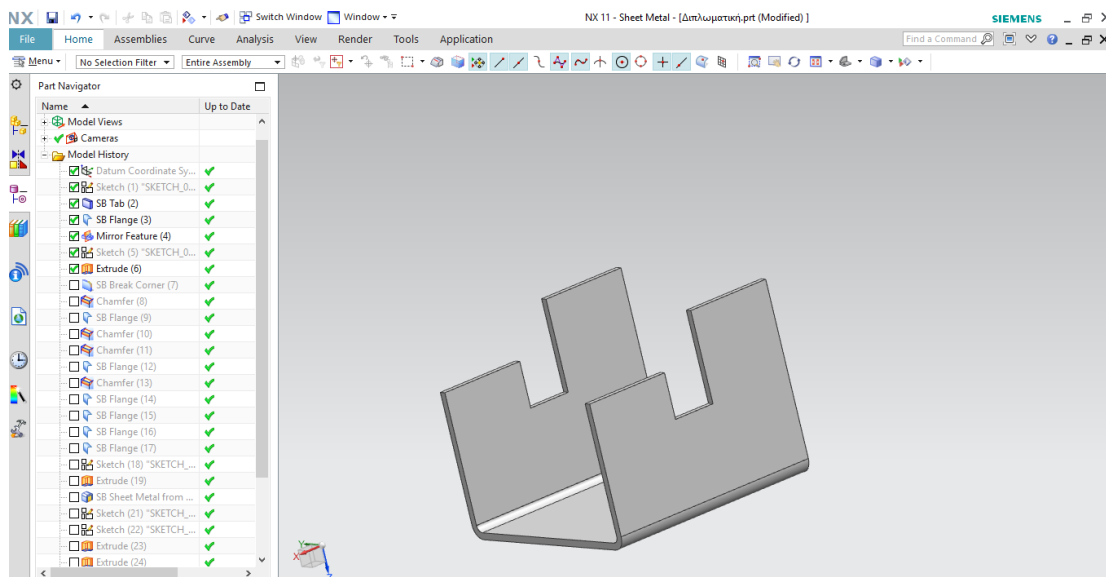 NX Switch Window Window NX 11 - Sheet Metal - [Διπλωματική.prt (Modified) ] SIEMENS
File Home Assemblies Curve Analysis View Render Tools Application Find a Command
Menu No Selection Filter Entire Assembly
Part Navigator
Name Up to Date
Model Views
Cameras
Model History
Datum Coordinate Sy...
Sketch (1) "SKETCH_0...
SB Tab (2)
SB Flange (3)
Mirror Feature (4)
Sketch (5) "SKETCH_0...
Extrude (6)
SB Break Corner (7)
Chamfer (8)
SB Flange (9)
Chamfer (10)
Chamfer (11)
SB Flange (12)
Chamfer (13)
SB Flange (14)
SB Flange (15)
SB Flange (16)
SB Flange (17)
Sketch (18) "SKETCH_...
Extrude (19)
SB Sheet Metal from ...
Sketch (21) "SKETCH_...
Sketch (22) "SKETCH_...
Extrude (23)
Extrude (24)
X
Y
Z